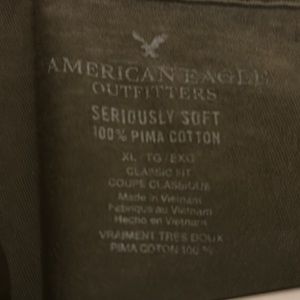 AMERICAN EAGLE
OUTFITTERS
SERIOUSLY SOFT
100% PIMA COTTON
XL / TG / EXG
CLASSIC FIT
COUPE CLASSIQUE
Made in Vietnam
Fabriqué au Vietnam
Hecho en Vietnam
VRAIMENT TRÈS DOUX
PIMA COTON 100 %